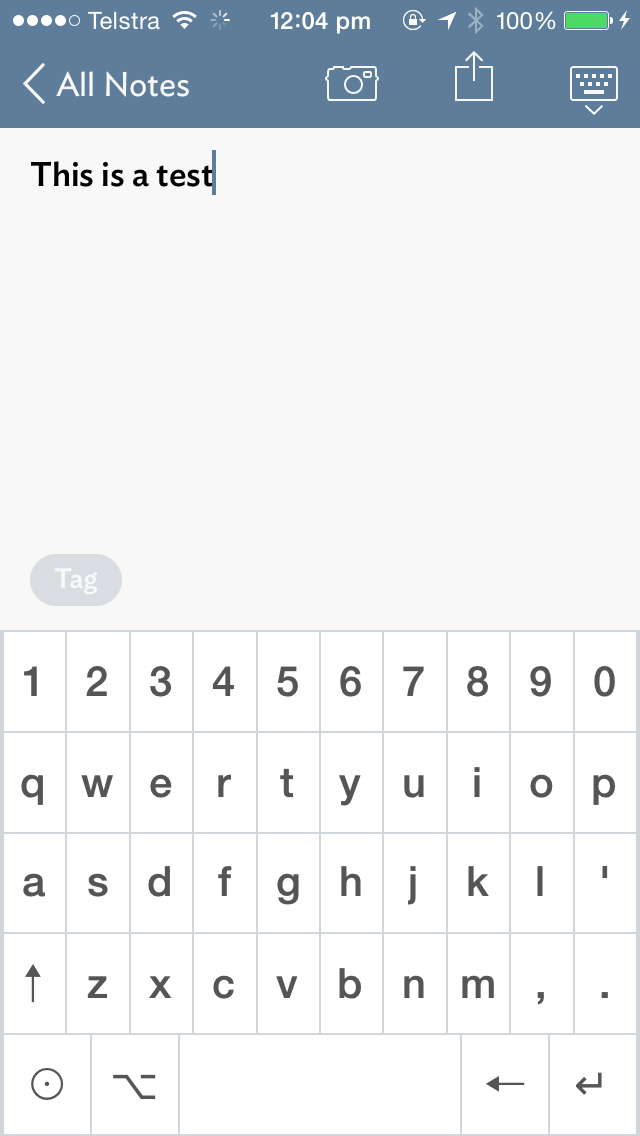 Telstra 12:04 pm 100%
All Notes
This is a test
Tag
1 2 3 4 5 6 7 8 9 0
q w e r t y u i o p
a s d f g h j k l '
z x c v b n m , .